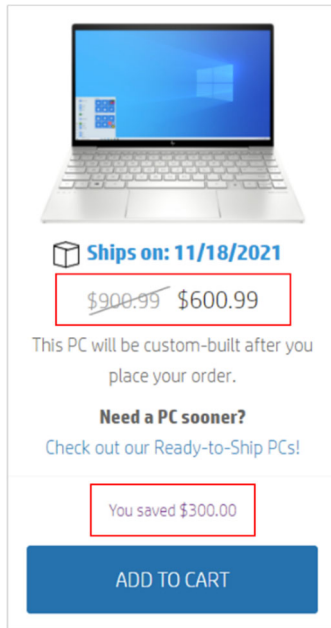 Ships on: 11/18/2021
$900.99 $600.99
This PC will be custom-built after you
place your order.
Need a PC sooner?
Check out our Ready-to-Ship PCs!
You saved $300.00
ADD TO CART